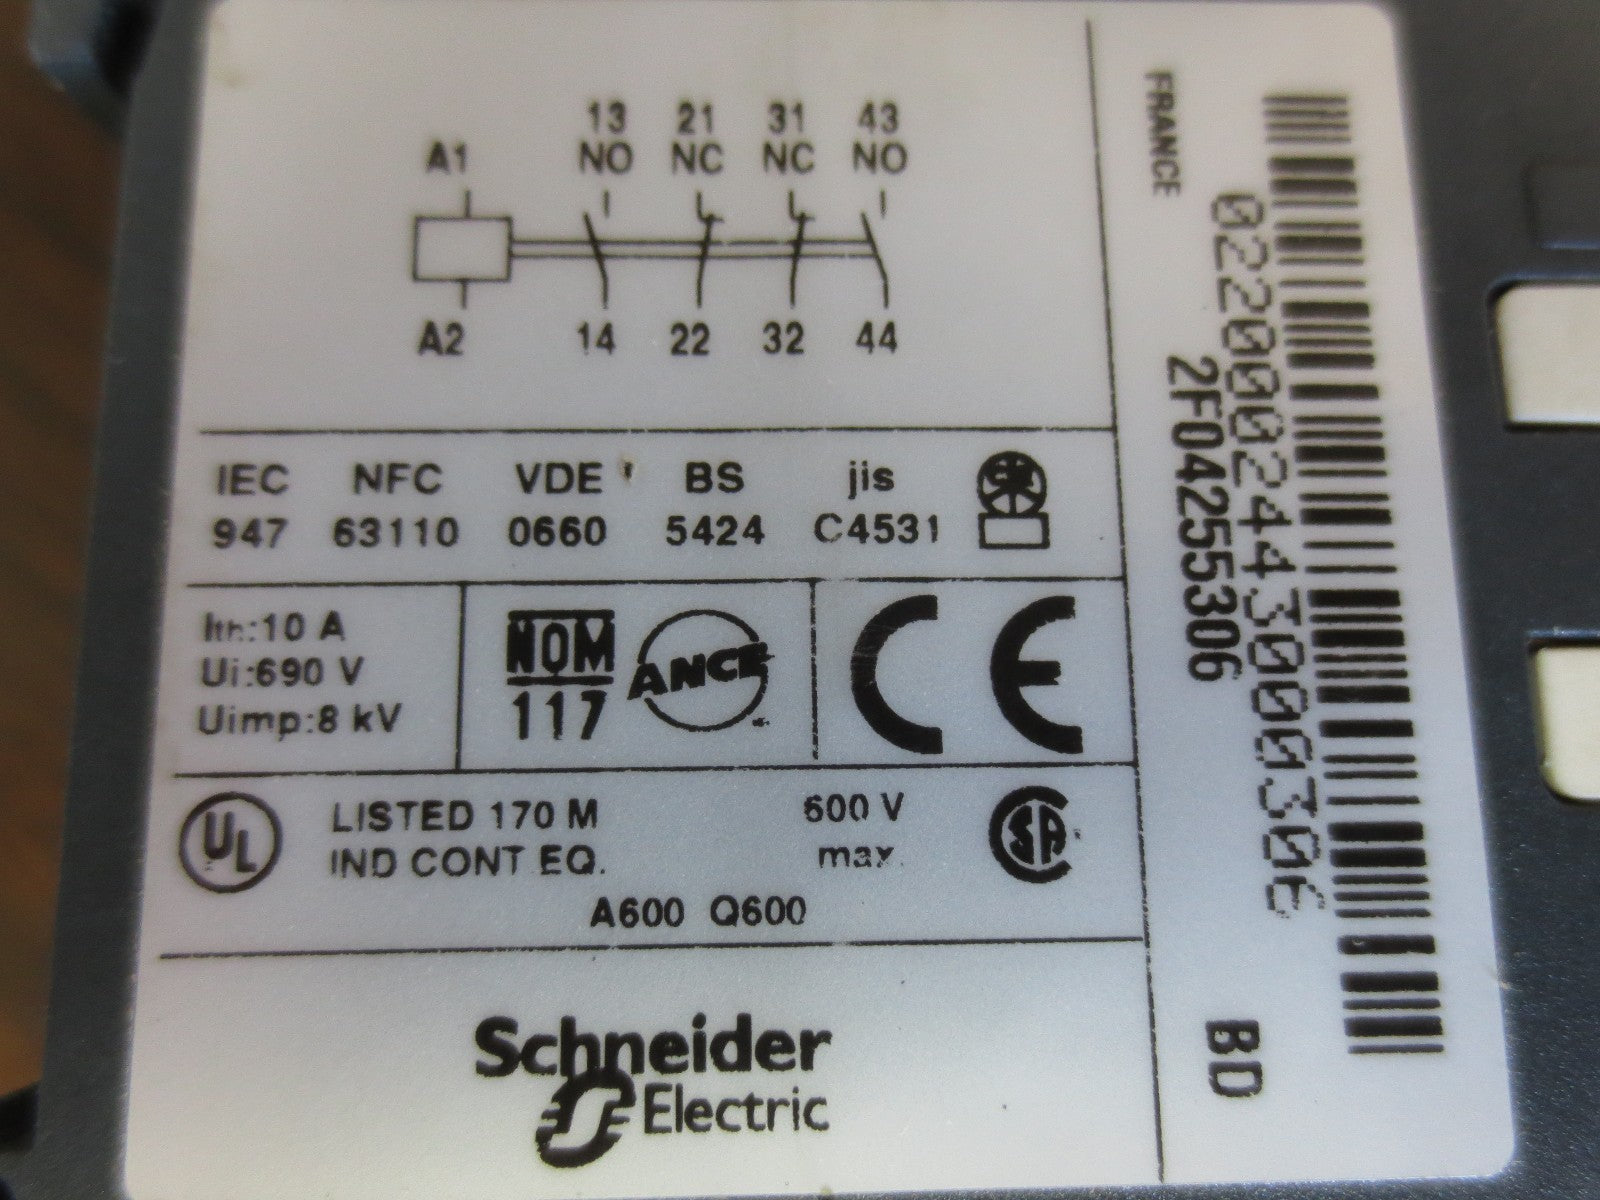 13 21 31 43
A1 NO NC NC NO
A2 14 22 32 44
IEC NFC VDE BS jis
947 63110 0660 5424 C4531
Ith:10 A
Ui:690 V
Uimp:8 kV
NOM
117
ANCE
CE
UL
LISTED 170 M 600 V
IND CONT EQ. max.
A600 Q600
Schneider
Electric
FRANCE
2F04255306
BD